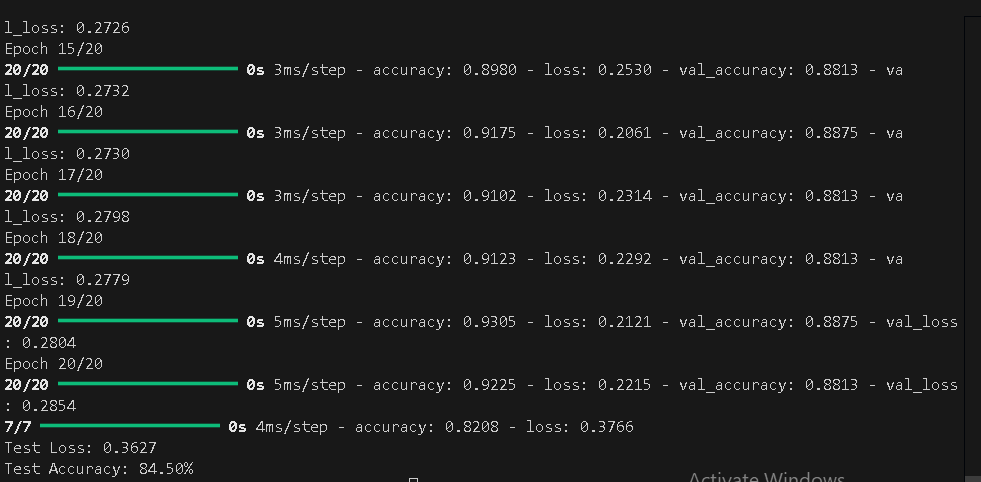 l_loss: 0.2726
Epoch 15/20
20/20 0s 3ms/step - accuracy: 0.8980 - loss: 0.2530 - val_accuracy: 0.8813 - va
l_loss: 0.2732
Epoch 16/20
20/20 0s 3ms/step - accuracy: 0.9175 - loss: 0.2061 - val_accuracy: 0.8875 - va
l_loss: 0.2730
Epoch 17/20
20/20 0s 3ms/step - accuracy: 0.9102 - loss: 0.2314 - val_accuracy: 0.8813 - va
l_loss: 0.2798
Epoch 18/20
20/20 0s 4ms/step - accuracy: 0.9123 - loss: 0.2292 - val_accuracy: 0.8813 - va
l_loss: 0.2779
Epoch 19/20
20/20 0s 5ms/step - accuracy: 0.9305 - loss: 0.2121 - val_accuracy: 0.8875 - val_loss
: 0.2804
Epoch 20/20
20/20 0s 5ms/step - accuracy: 0.9225 - loss: 0.2215 - val_accuracy: 0.8813 - val_loss
: 0.2854
7/7 0s 4ms/step - accuracy: 0.8208 - loss: 0.3766
Test Loss: 0.3627
Test Accuracy: 84.50%
Activate Windows